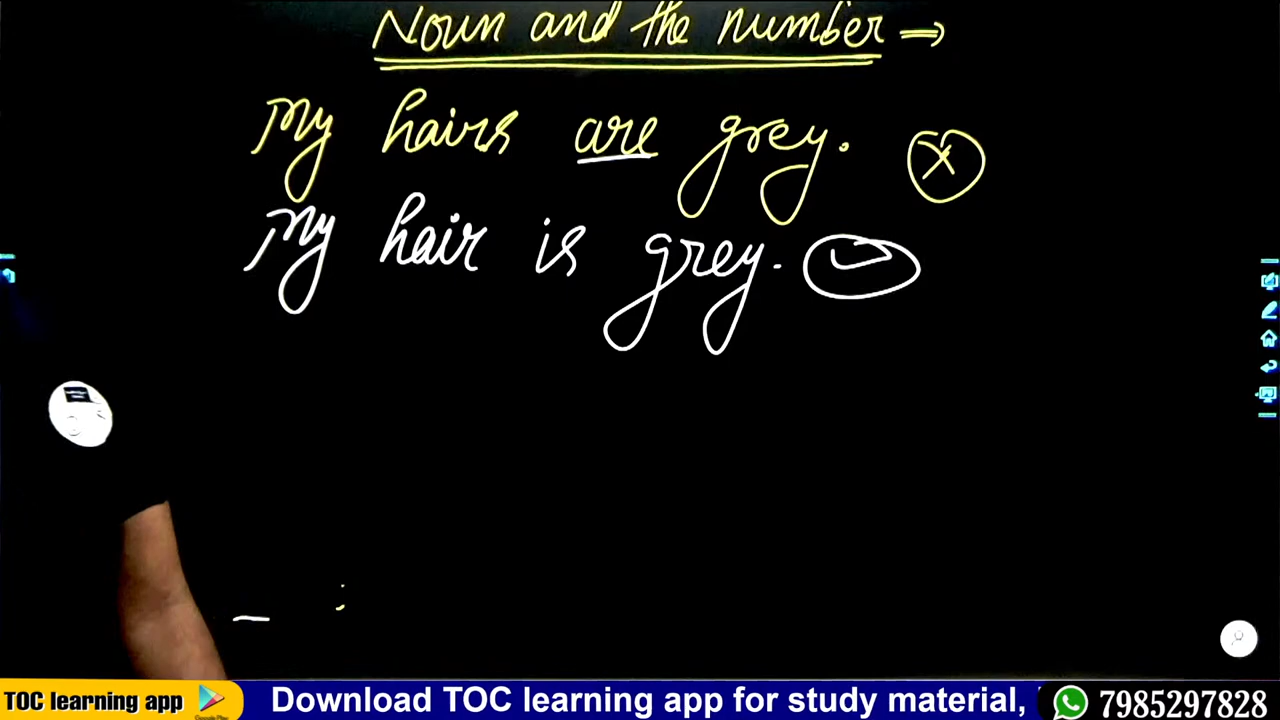 Noun and the number ⇒
My hairs are grey. ⓧ
My hair is grey. ✓
TOC learning app
Download TOC learning app for study material,
7985297828